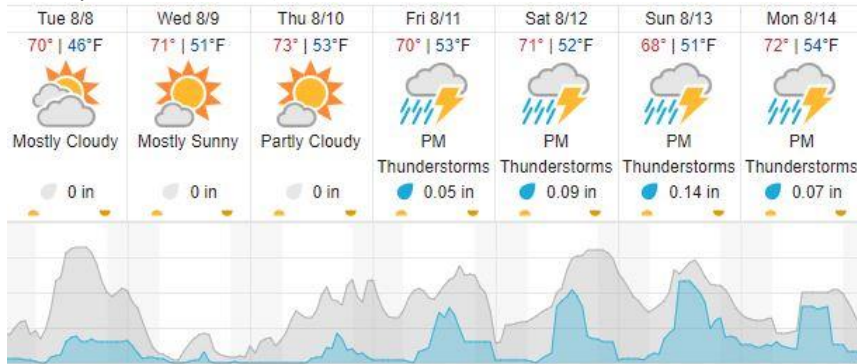 Tue 8/8 Wed 8/9 Thu 8/10 Fri 8/11 Sat 8/12 Sun 8/13 Mon 8/14
70° | 46°F 71° | 51°F 73° | 53°F 70° | 53°F 71° | 52°F 68° | 51°F 72° | 54°F
Mostly Cloudy Mostly Sunny Partly Cloudy PM PM PM PM
Thunderstorms Thunderstorms Thunderstorms Thunderstorms
0 in 0 in 0 in 0.05 in 0.09 in 0.14 in 0.07 in